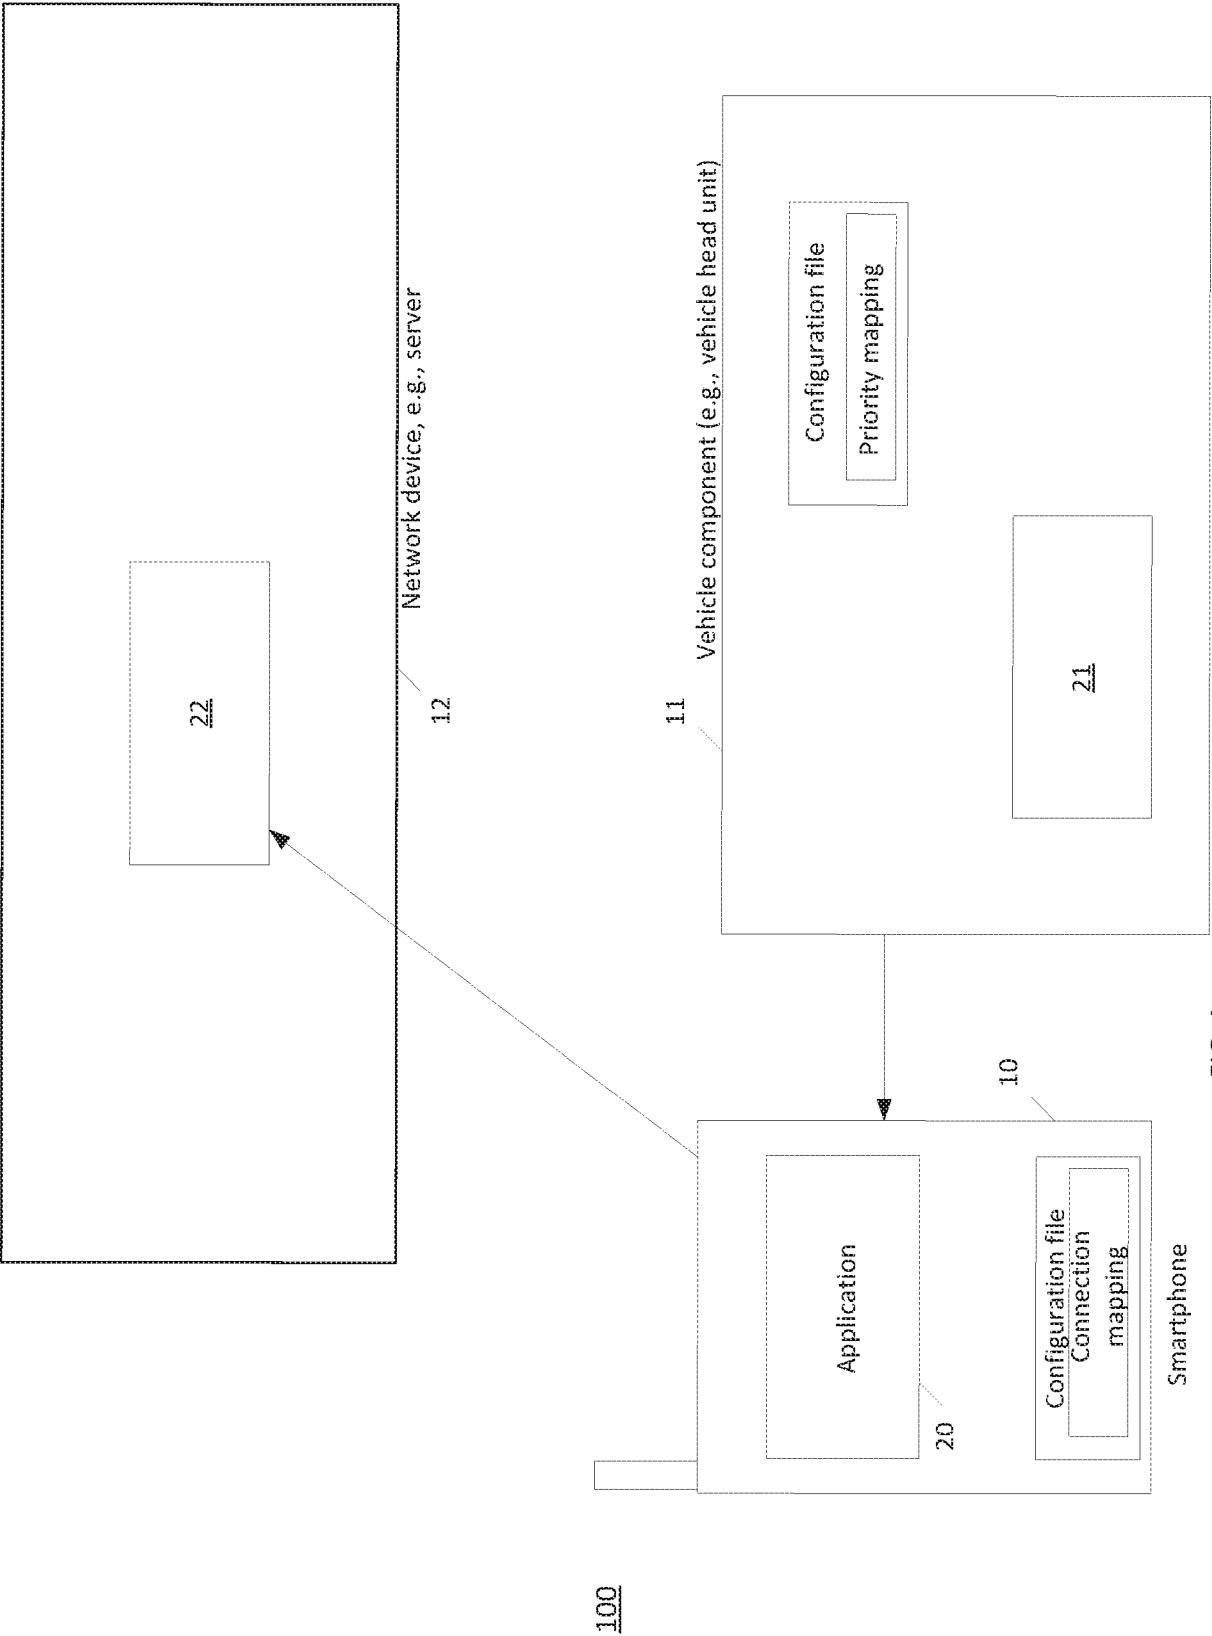 22
Network device, e.g., server
12
Vehicle component (e.g., vehicle head unit)
11
Configuration file
Priority mapping
21
10
Application
20
Configuration file
Connection
mapping
Smartphone
100